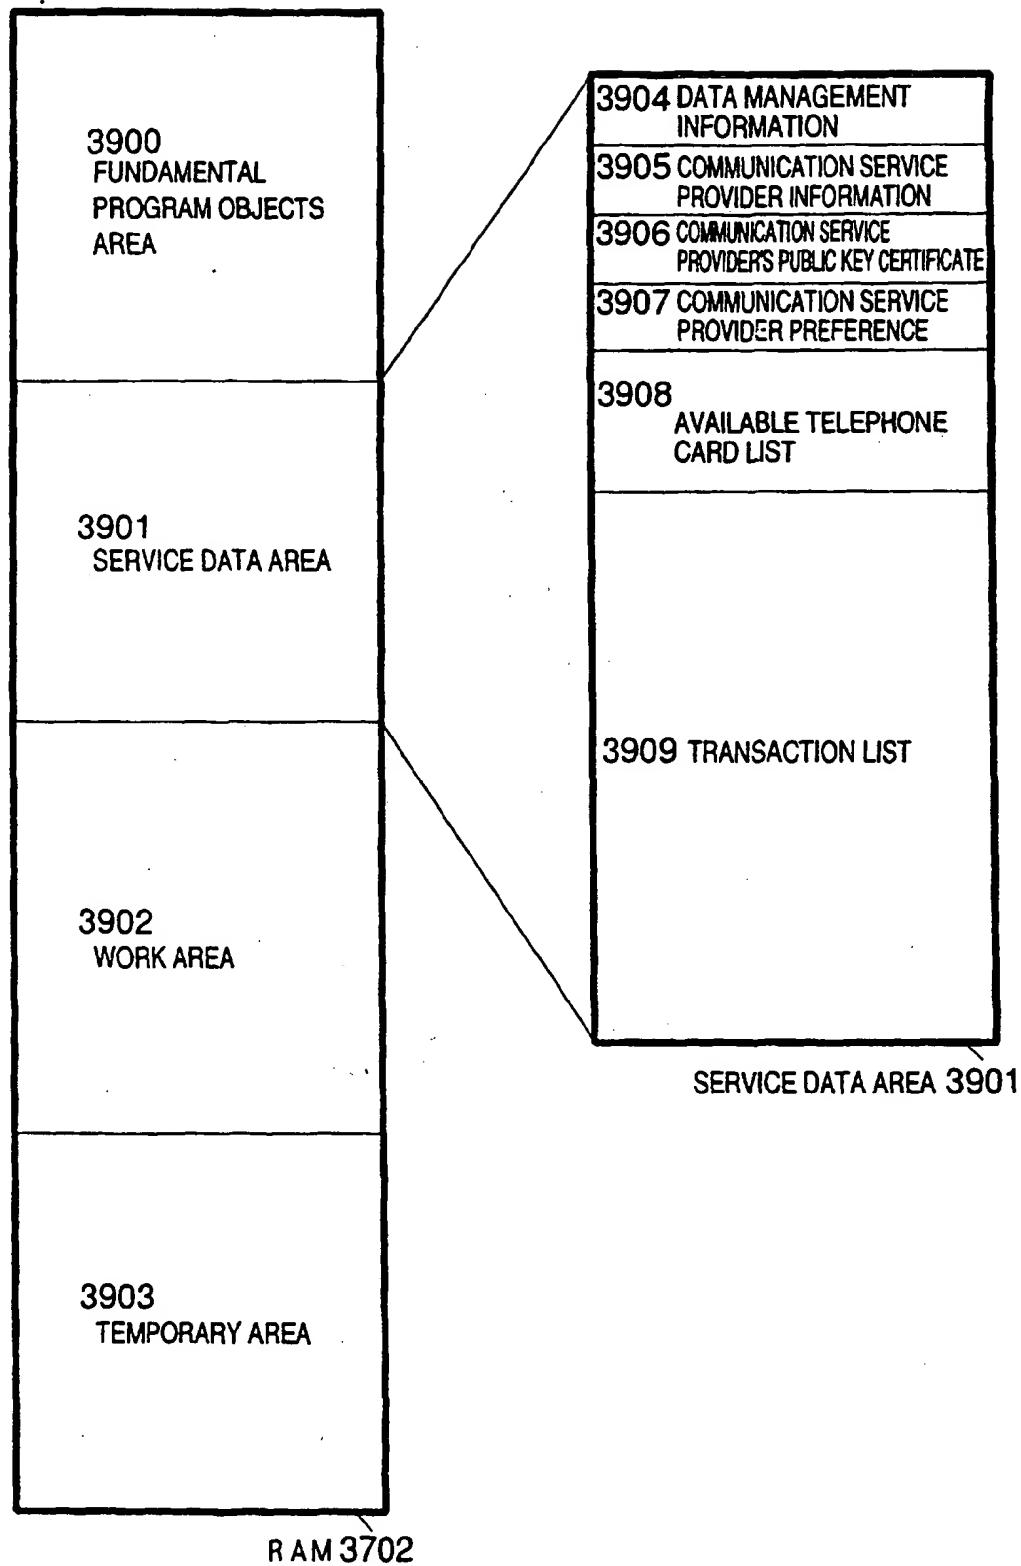 3900
FUNDAMENTAL
PROGRAM OBJECTS
AREA
3901
SERVICE DATA AREA
3902
WORK AREA
3903
TEMPORARY AREA
RAM 3702
3904 DATA MANAGEMENT
INFORMATION
3905 COMMUNICATION SERVICE
PROVIDER INFORMATION
3906 COMMUNICATION SERVICE
PROVIDER'S PUBLIC KEY CERTIFICATE
3907 COMMUNICATION SERVICE
PROVIDER PREFERENCE
3908
AVAILABLE TELEPHONE
CARD LIST
3909 TRANSACTION LIST
SERVICE DATA AREA 3901